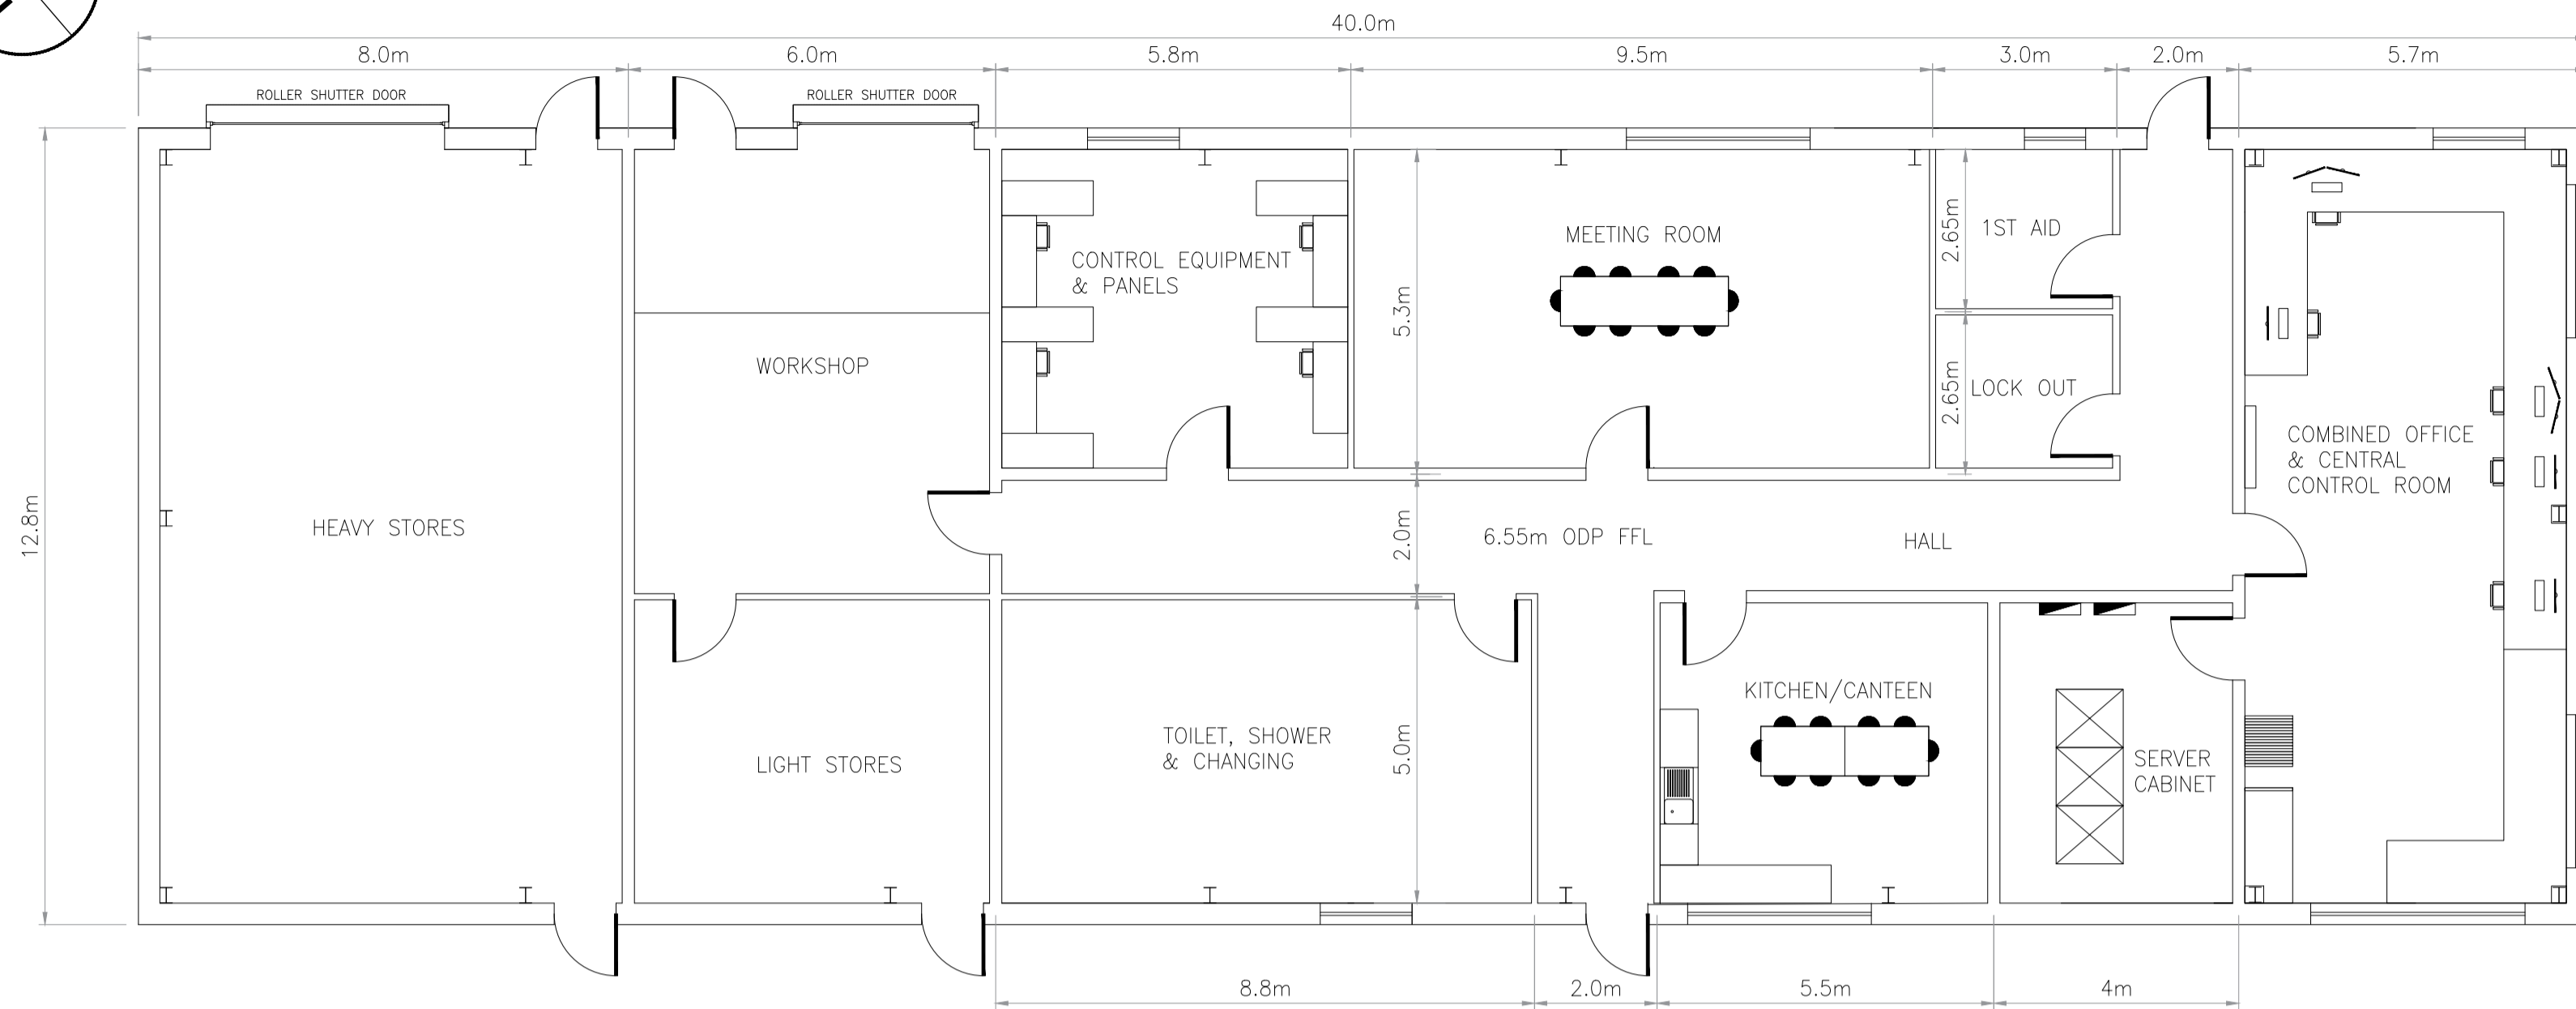 40.0m
8.0m
6.0m
5.8m
9.5m
3.0m
2.0m
5.7m
ROLLER SHUTTER DOOR
ROLLER SHUTTER DOOR
12.8m
HEAVY STORES
WORKSHOP
LIGHT STORES
CONTROL EQUIPMENT
& PANELS
5.3m
MEETING ROOM
2.65m
1ST AID
2.65m
LOCK OUT
COMBINED OFFICE
& CENTRAL
CONTROL ROOM
2.0m
6.55m ODP FFL
HALL
TOILET, SHOWER
& CHANGING
5.0m
KITCHEN/CANTEEN
SERVER
CABINET
8.8m
2.0m
5.5m
4m